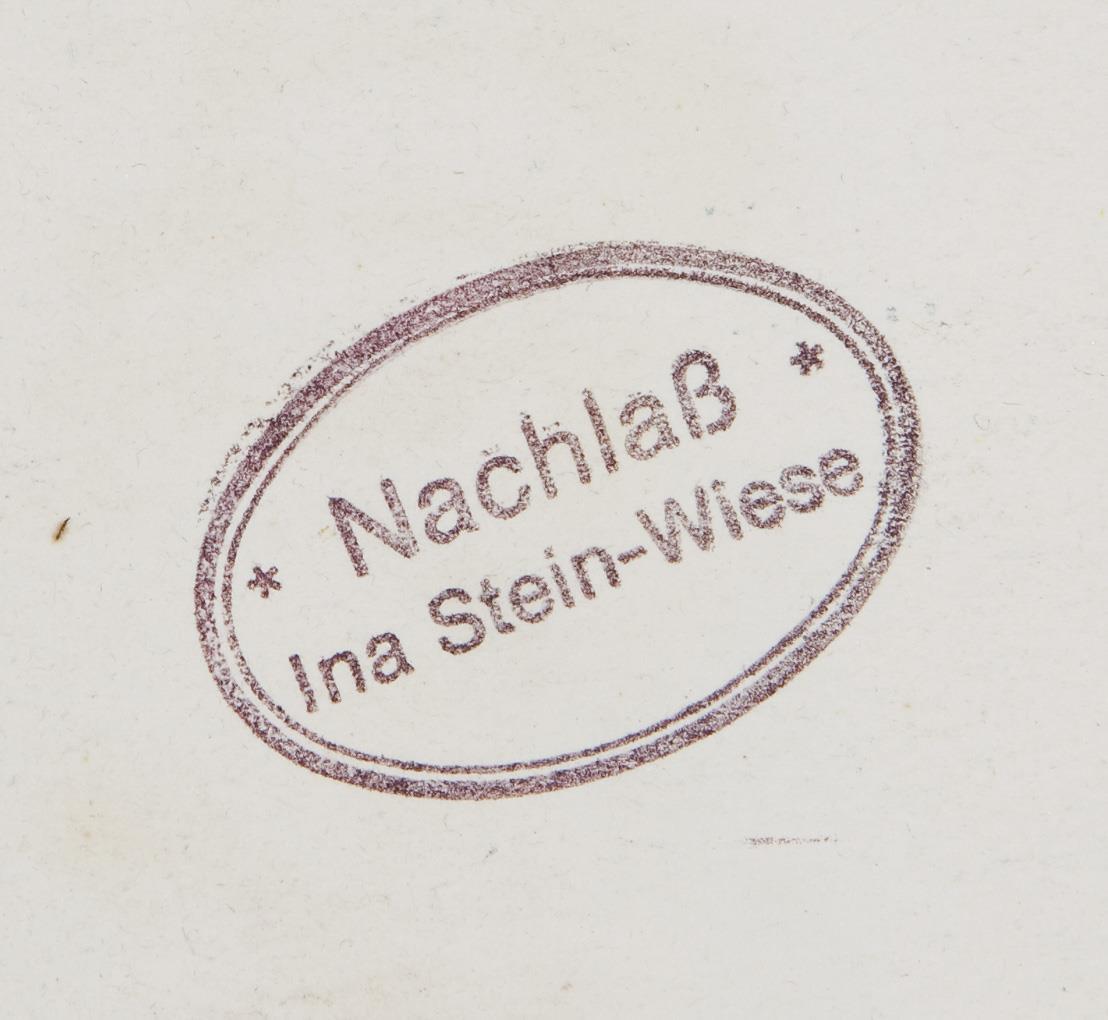 * Nachlaß *
Ina Stein-Wiese